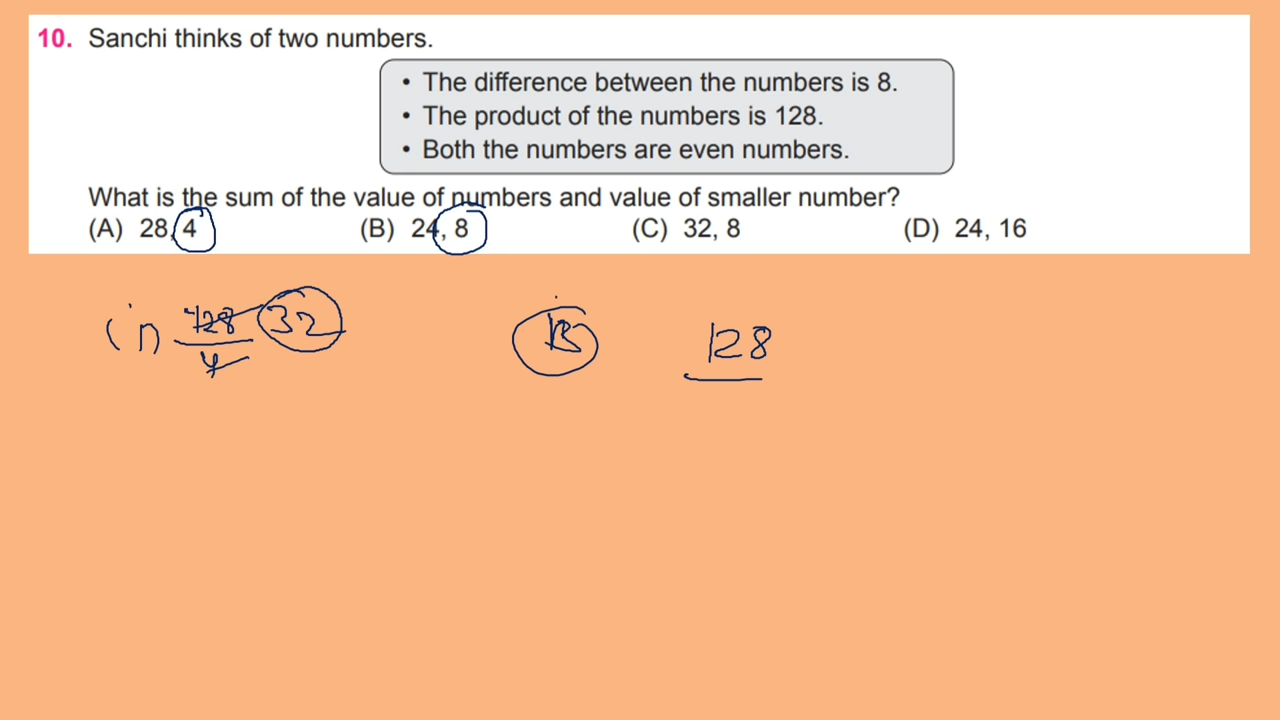 10. Sanchi thinks of two numbers.
• The difference between the numbers is 8.
• The product of the numbers is 128.
• Both the numbers are even numbers.
What is the sum of the value of numbers and value of smaller number?
(A) 28, 4 (B) 24, 8 (C) 32, 8 (D) 24, 16
128 32 128
4